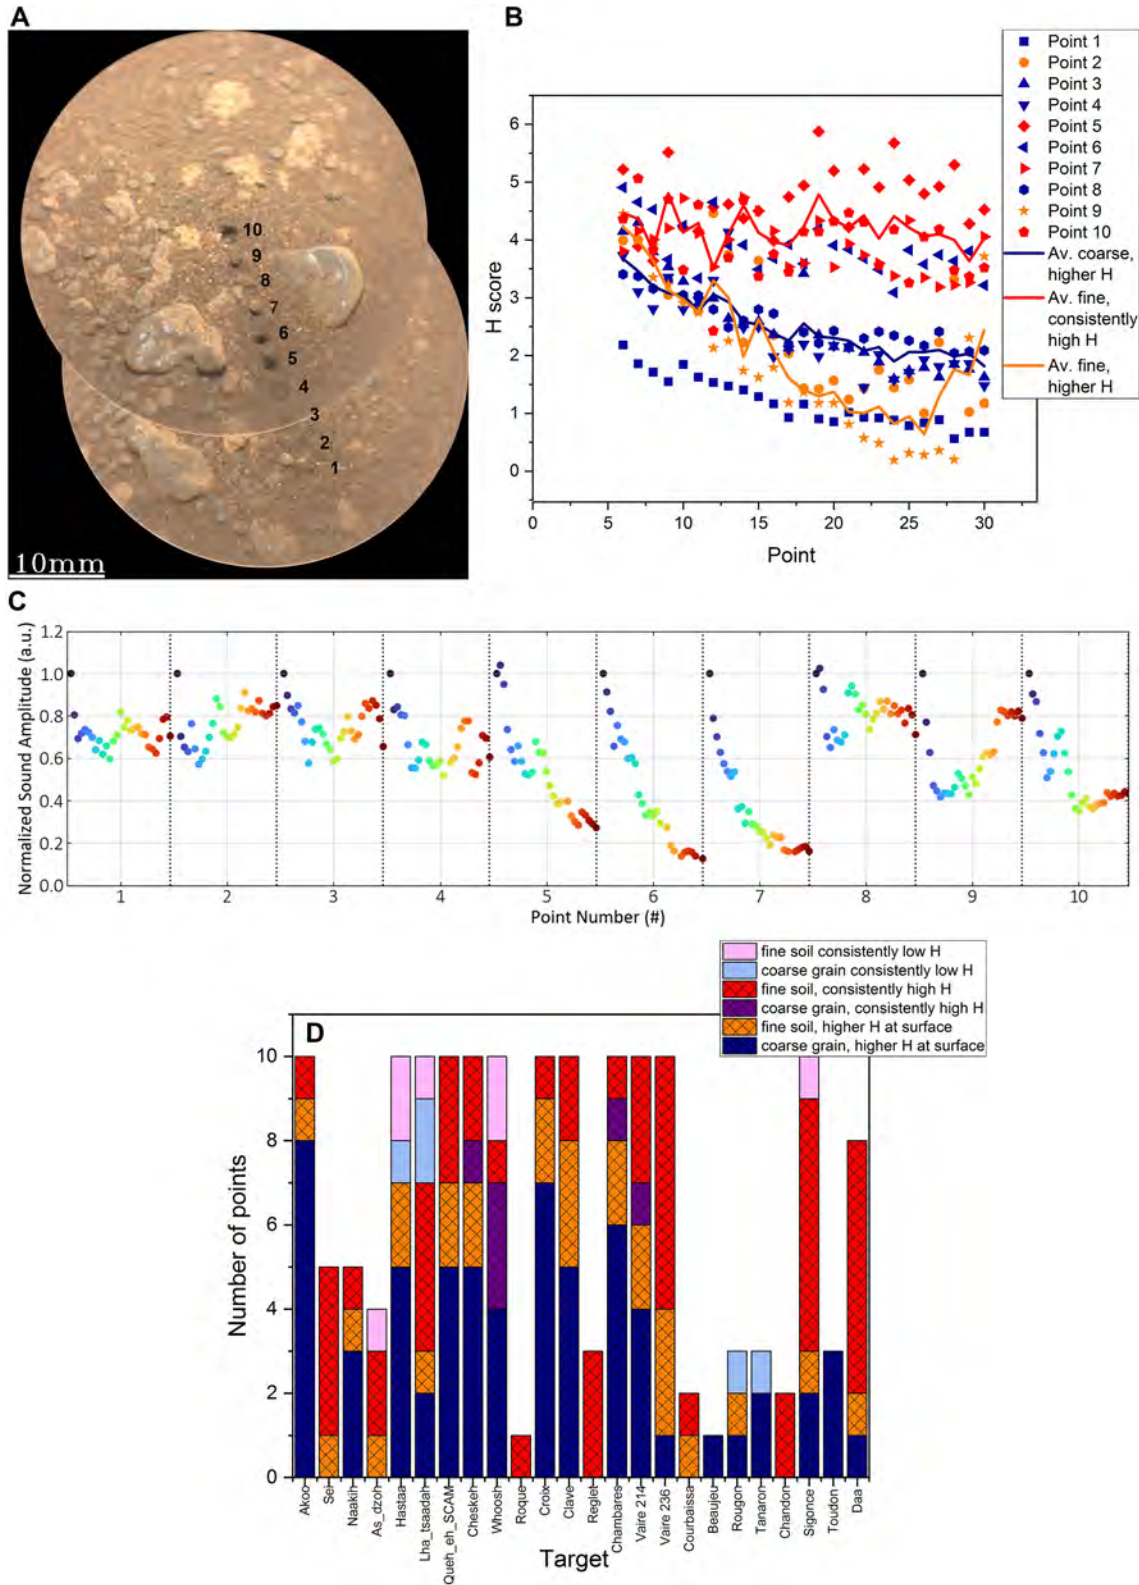 A
10
9
8
7
6
5
4
3
2
1
10mm
B
H score
6
5
4
3
2
1
0
0
5
10
15
20
25
30
Point
Point 1
Point 2
Point 3
Point 4
Point 5
Point 6
Point 7
Point 8
Point 9
Point 10
Av. coarse,
higher H
Av. fine,
consistently
high H
Av. fine,
higher H
C
Normalized Sound Amplitude (a.u.)
1.2
1.0
0.8
0.6
0.4
0.2
0.0
1
2
3
4
5
6
7
8
9
10
Point Number (#)
fine soil consistently low H
coarse grain consistently low H
fine soil, consistently high H
coarse grain, consistently high H
fine soil, higher H at surface
coarse grain, higher H at surface
D
Number of points
10
8
6
4
2
0
Akoo
Sei
Naakih
As_dzoh
Hastaa
Lha_tsadah
Queh_eh_SCAM
Cheskeh
Whoosh
Roque
Croix
Clave
Reglet
Chambares
Vaire 214
Vaire 236
Courbaissa
Beaujeu
Rougon
Tanaron
Chandon
Sigonce
Toudon
Daa
Target